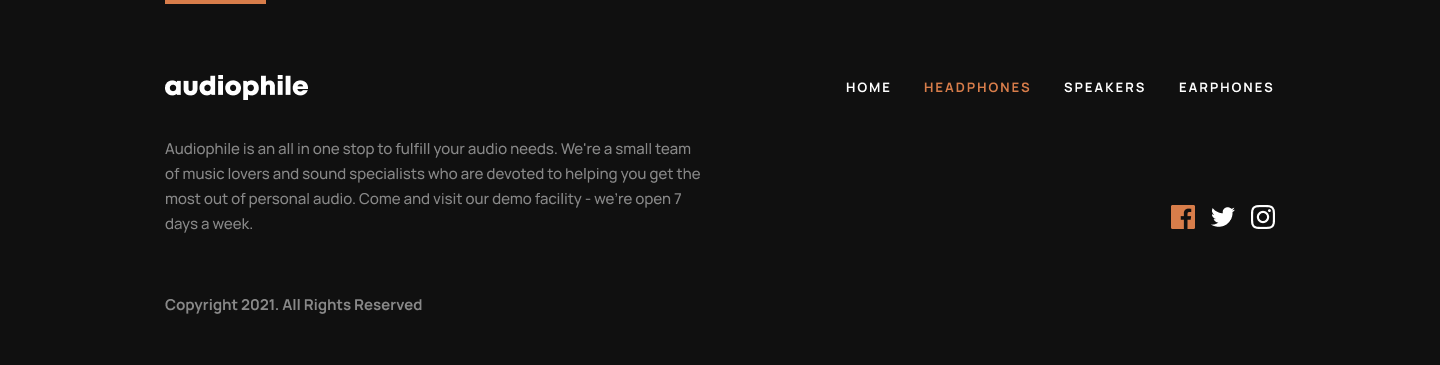 audiophile
HOME HEADPHONES SPEAKERS EARPHONES
Audiophile is an all in one stop to fulfill your audio needs. We're a small team
of music lovers and sound specialists who are devoted to helping you get the
most out of personal audio. Come and visit our demo facility - we're open 7
days a week.
Copyright 2021. All Rights Reserved